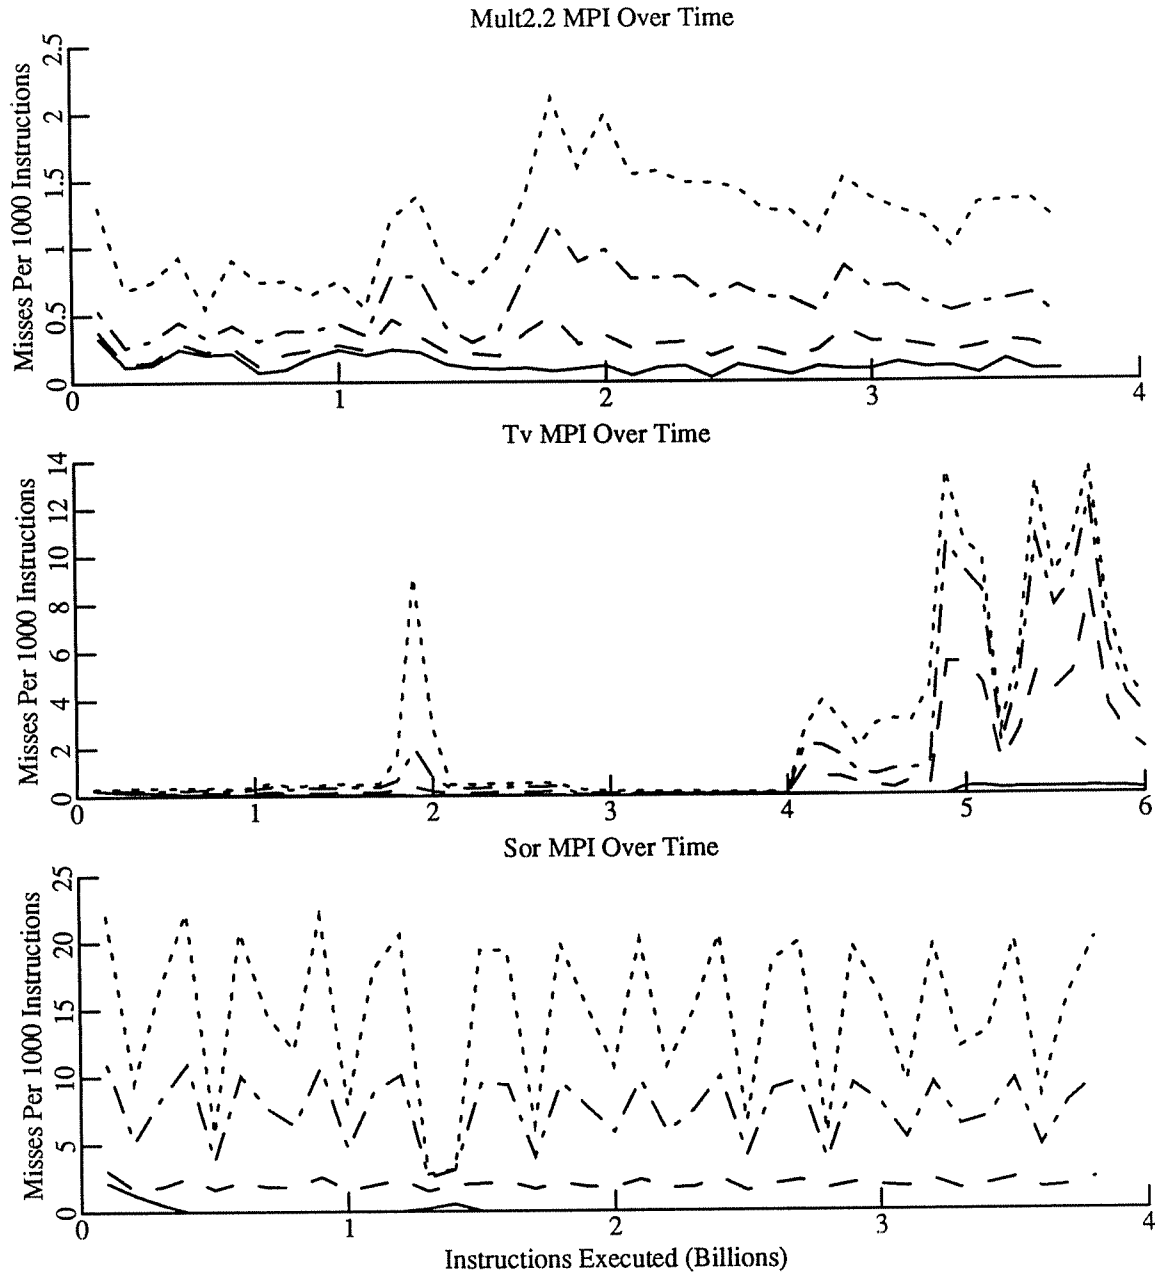 Mult2.2 MPI Over Time
Misses Per 1000 Instructions
2.5
2
1.5
1
0.5
0
0 1 2 3 4
Tv MPI Over Time
Misses Per 1000 Instructions
14
12
10
8
6
4
2
0
0 1 2 3 4 5 6
Sor MPI Over Time
Misses Per 1000 Instructions
25
20
15
10
5
0
0 1 2 3 4
Instructions Executed (Billions)